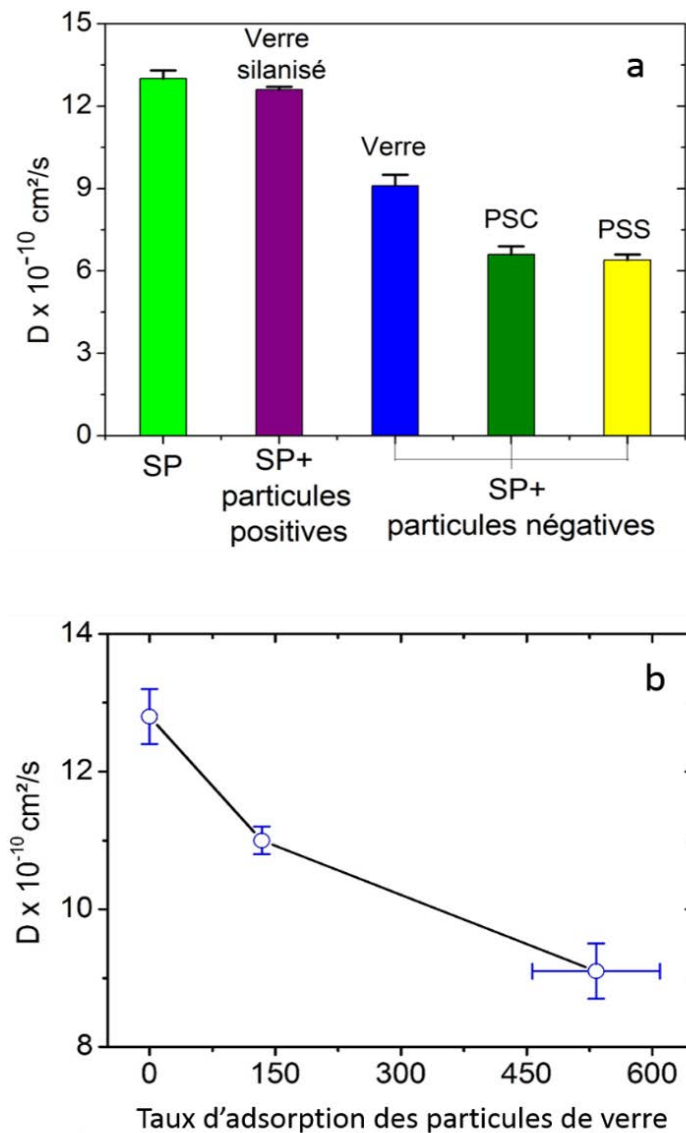 a
15
12
9
6
3
0
D x 10⁻¹⁰ cm²/s
Verre
silanisé
Verre
PSC
PSS
SP
SP+
particules
positives
SP+
particules négatives
b
14
12
10
8
D x 10⁻¹⁰ cm²/s
0 150 300 450 600
Taux d'adsorption des particules de verre